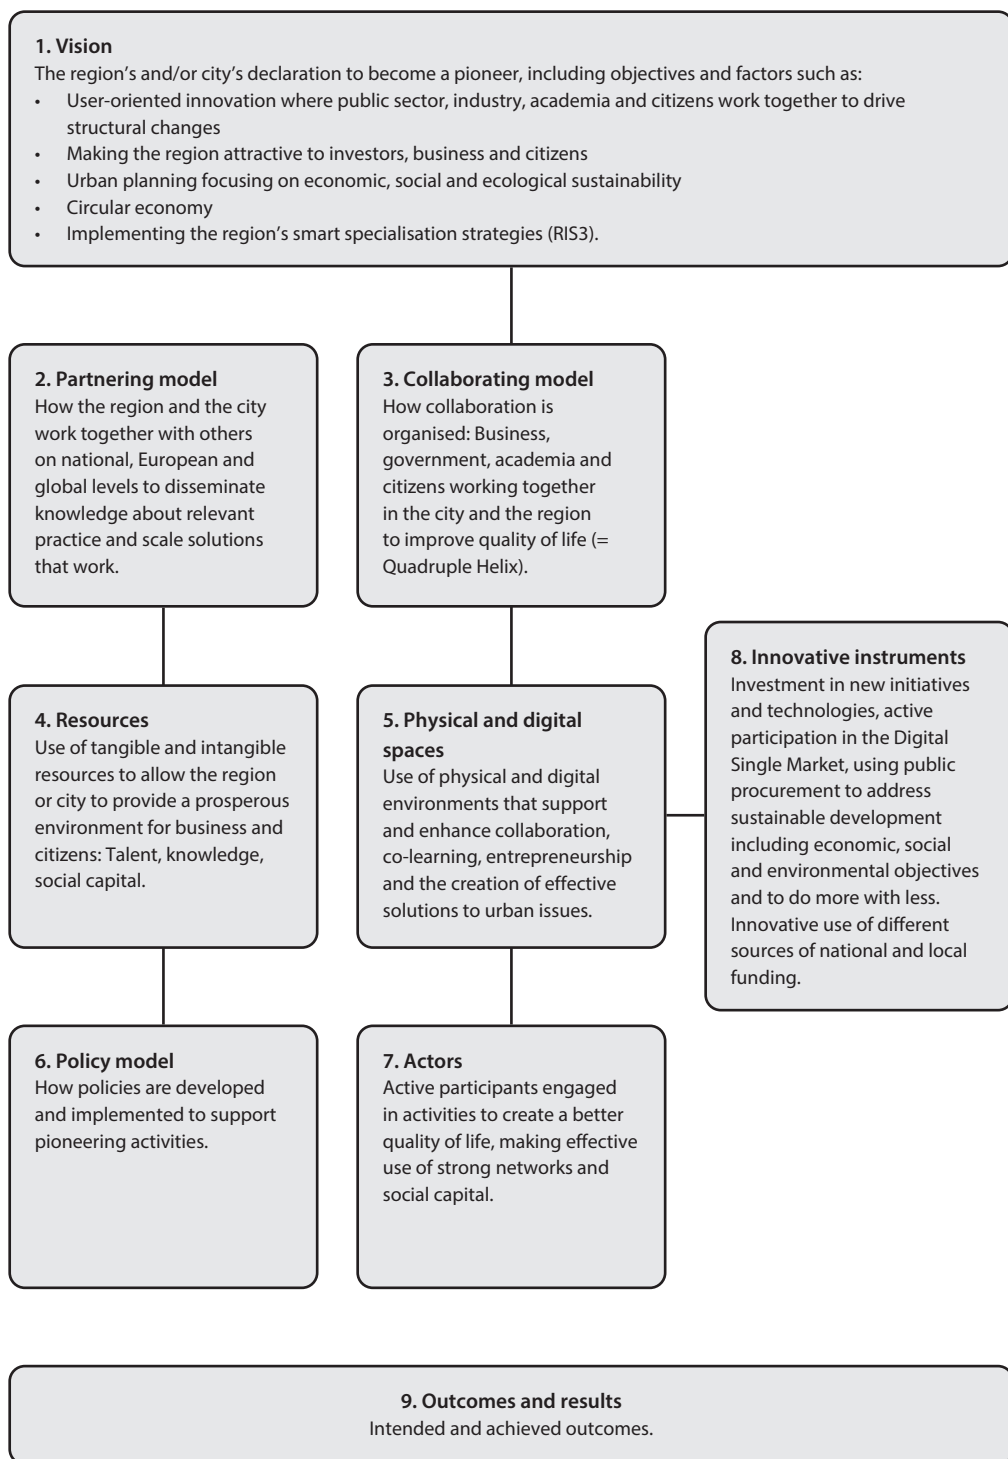 1. Vision
The region's and/or city's declaration to become a pioneer, including objectives and factors such as:
• User-oriented innovation where public sector, industry, academia and citizens work together to drive
structural changes
• Making the region attractive to investors, business and citizens
• Urban planning focusing on economic, social and ecological sustainability
• Circular economy
• Implementing the region's smart specialisation strategies (RIS3).
2. Partnering model
How the region and the city
work together with others
on national, European and
global levels to disseminate
knowledge about relevant
practice and scale solutions
that work.
3. Collaborating model
How collaboration is
organised: Business,
government, academia and
citizens working together
in the city and the region
to improve quality of life (=
Quadruple Helix).
4. Resources
Use of tangible and intangible
resources to allow the region
or city to provide a prosperous
environment for business and
citizens: Talent, knowledge,
social capital.
5. Physical and digital
spaces
Use of physical and digital
environments that support
and enhance collaboration,
co-learning, entrepreneurship
and the creation of effective
solutions to urban issues.
8. Innovative instruments
Investment in new initiatives
and technologies, active
participation in the Digital
Single Market, using public
procurement to address
sustainable development
including economic, social
and environmental objectives
and to do more with less.
Innovative use of different
sources of national and local
funding.
6. Policy model
How policies are developed
and implemented to support
pioneering activities.
7. Actors
Active participants engaged
in activities to create a better
quality of life, making effective
use of strong networks and
social capital.
9. Outcomes and results
Intended and achieved outcomes.